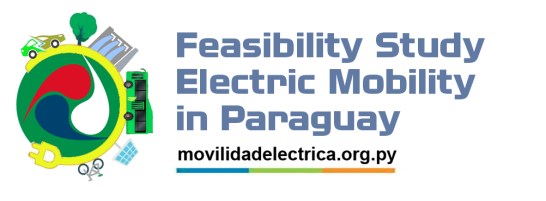 Feasibility Study
Electric Mobility
in Paraguay
movilidadelectrica.org.py